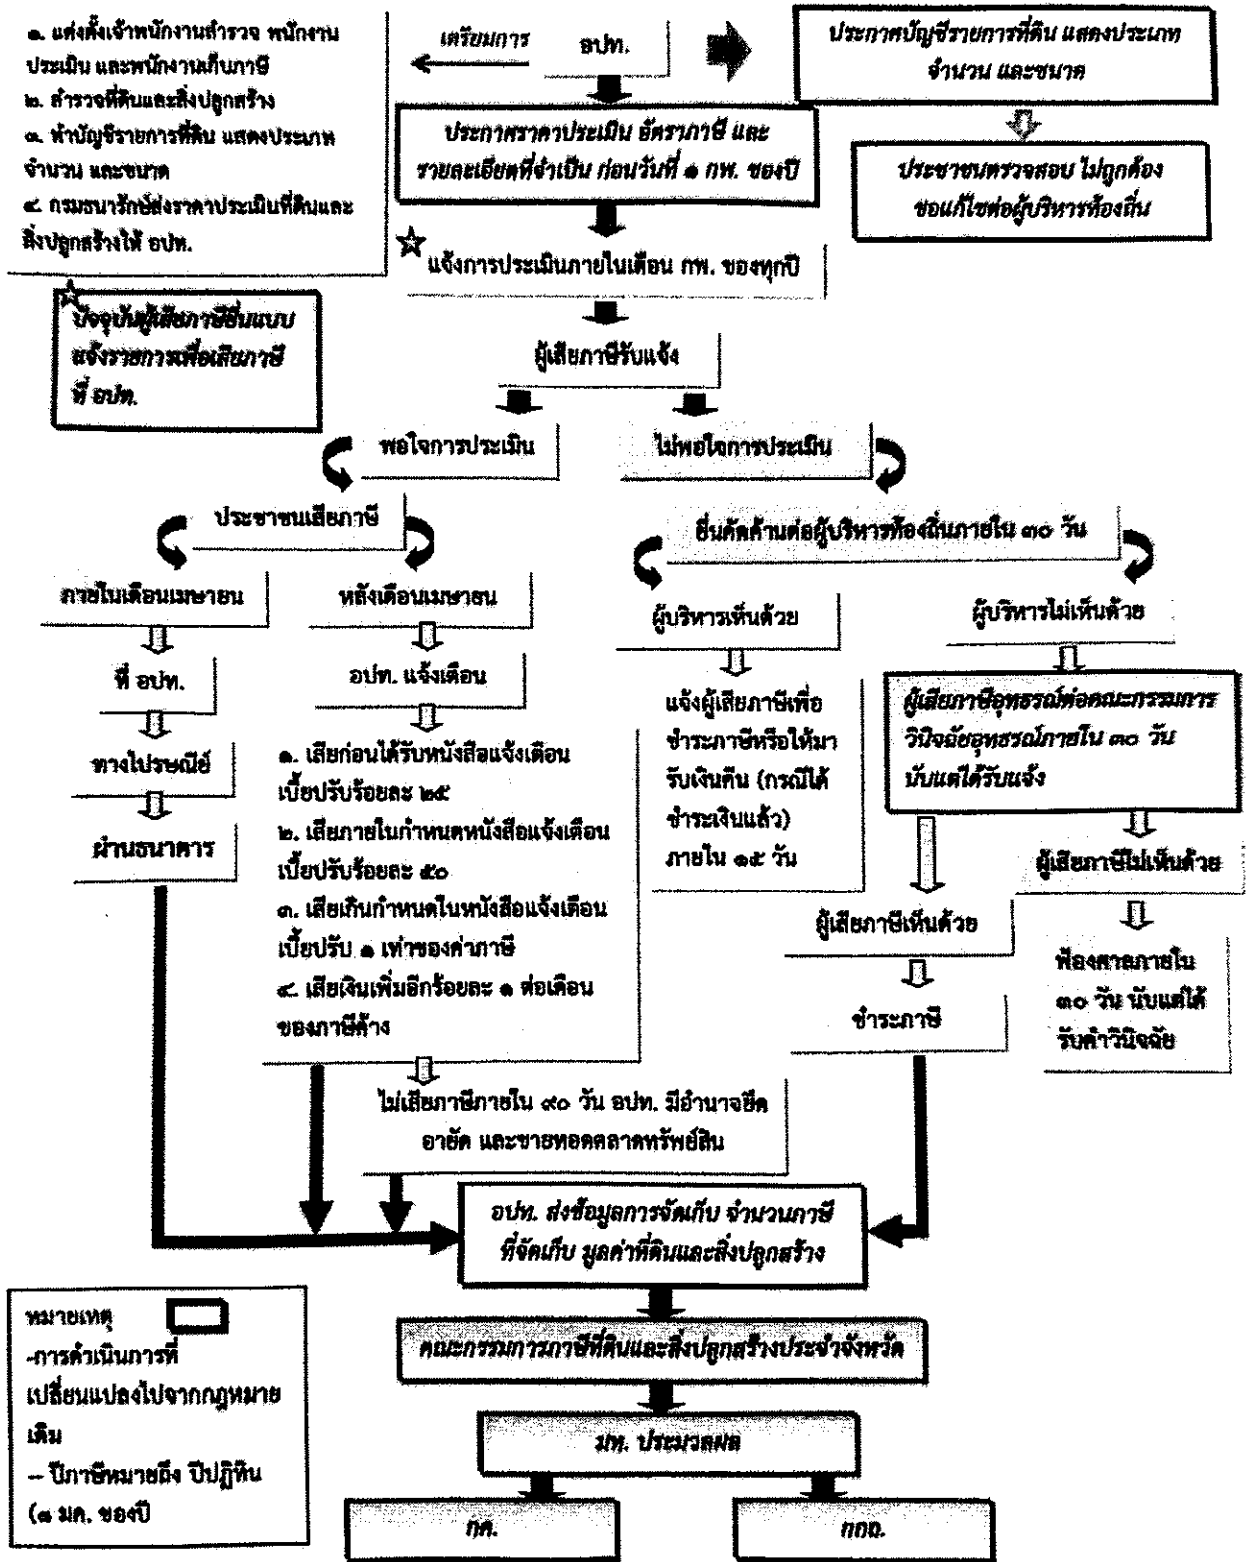 ๑. แต่งตั้งเจ้าพนักงานสำรวจ พนักงาน
ประเมิน และพนักงานเก็บภาษี
๒. สำรวจที่ดินและสิ่งปลูกสร้าง
๓. ทำบัญชีรายการที่ดิน แสดงประเภท
จำนวน และขนาด
๔. กรมธนารักษ์ส่งราคาประเมินที่ดินและ
สิ่งปลูกสร้างให้ อปท.
เตรียมการ
อปท.
ประกาศบัญชีรายการที่ดิน แสดงประเภท
จำนวน และขนาด
ประกาศราคาประเมิน อัตราภาษี และ
รายละเอียดที่จำเป็น ก่อนวันที่ ๑ กพ. ของปี
ประชาชนตรวจสอบ ไม่ถูกต้อง
ขอแก้ไขต่อผู้บริหารท้องถิ่น
แจ้งการประเมินภายในเดือน กพ. ของทุกปี
ปัจจุบันผู้เสียภาษียื่นแบบ
แจ้งรายการเพื่อเสียภาษี
ที่ อปท.
ผู้เสียภาษีรับแจ้ง
พอใจการประเมิน
ไม่พอใจการประเมิน
ประชาชนเสียภาษี
ยื่นคัดค้านต่อผู้บริหารท้องถิ่นภายใน ๓๐ วัน
ภายในเดือนเมษายน
หลังเดือนเมษายน
ผู้บริหารเห็นด้วย
ผู้บริหารไม่เห็นด้วย
ที่ อปท.
อปท. แจ้งเตือน
แจ้งผู้เสียภาษีเพื่อ
ชำระภาษีหรือให้มา
รับเงินคืน (กรณีได้
ชำระเงินแล้ว)
ภายใน ๑๕ วัน
ผู้เสียภาษีอุทธรณ์ต่อคณะกรรมการ
วินิจฉัยอุทธรณ์ภายใน ๓๐ วัน
นับแต่ได้รับแจ้ง
ทางไปรษณีย์
ผ่านธนาคาร
๑. เสียก่อนได้รับหนังสือแจ้งเตือน
เบี้ยปรับร้อยละ ๒๕
๒. เสียภายในกำหนดหนังสือแจ้งเตือน
เบี้ยปรับร้อยละ ๕๐
๓. เสียเกินกำหนดในหนังสือแจ้งเตือน
เบี้ยปรับ ๑ เท่าของค่าภาษี
๔. เสียเงินเพิ่มอีกร้อยละ ๑ ต่อเดือน
ของภาษีค้าง
ผู้เสียภาษีไม่เห็นด้วย
ผู้เสียภาษีเห็นด้วย
ฟ้องศาลภายใน
๓๐ วัน นับแต่ได้
รับคำวินิจฉัย
ชำระภาษี
ไม่เสียภาษีภายใน ๙๐ วัน อปท. มีอำนาจยึด
อายัด และขายทอดตลาดทรัพย์สิน
อปท. ส่งข้อมูลการจัดเก็บ จำนวนภาษี
ที่จัดเก็บ มูลค่าที่ดินและสิ่งปลูกสร้าง
คณะกรรมการภาษีที่ดินและสิ่งปลูกสร้างประจำจังหวัด
มท. ประมวลผล
กค.
กกถ.
หมายเหตุ
-การดำเนินการที่
เปลี่ยนแปลงไปจากกฎหมาย
เดิม
– ปีภาษีหมายถึง ปีปฏิทิน
(๑ มค. ของปี